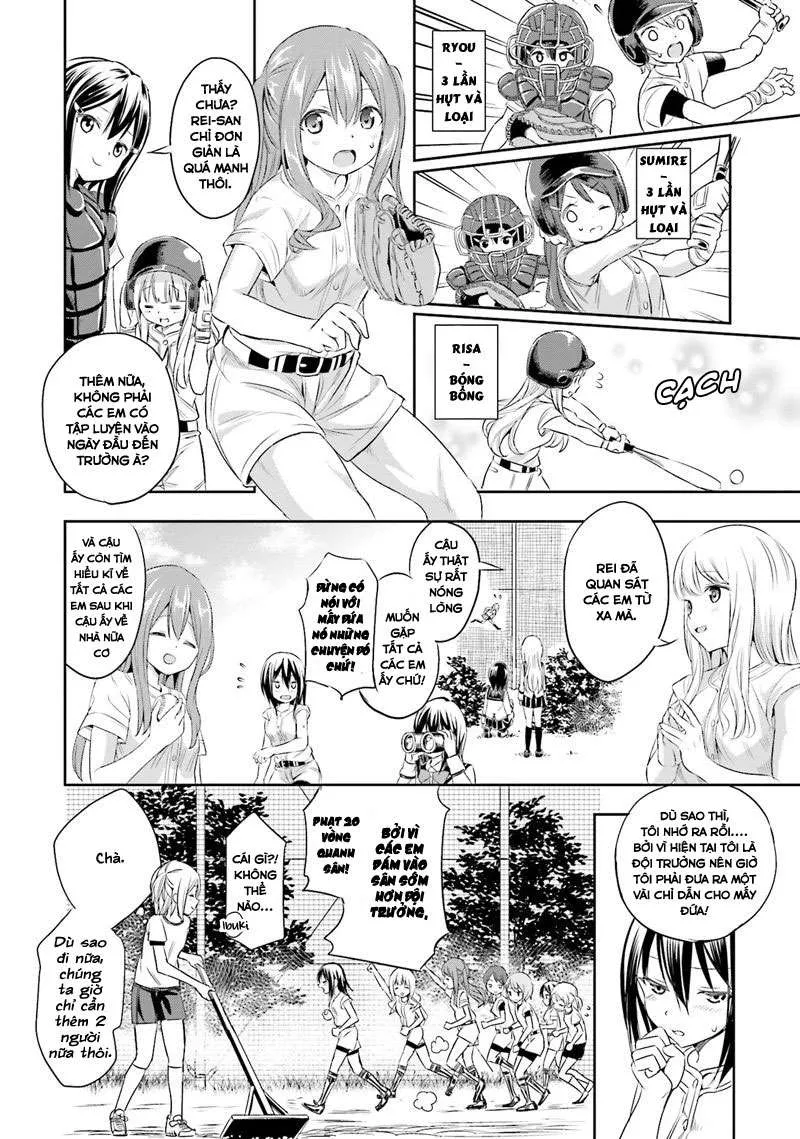 RYOU
–
3 LẦN
HỤT VÀ
LOẠI
SUMIRE
–
3 LẦN
HỤT VÀ
LOẠI
RISA
–
BÓNG
BỔNG
CẠCH
THẤY
CHƯA?
REI-SAN
CHỈ ĐƠN
GIẢN LÀ
QUÁ MẠNH
THÔI.
THÊM NỮA,
KHÔNG PHẢI
CÁC EM CÓ
TẬP LUYỆN VÀO
NGÀY ĐẦU ĐẾN
TRƯỜNG À?
REI ĐÃ
QUAN SÁT
CÁC EM TỪ
XA MÀ.
CẬU
ẤY THẬT
SỰ RẤT
NÓNG
LÒNG
MUỐN
GẶP TẤT
CẢ CÁC EM
ẤY CHỨ!
ĐỪNG CÓ
NÓI VỚI
MẤY ĐỨA
NÓ NHỮNG
CHUYỆN ĐÓ
CHỨ!
VÀ CẬU
ẤY CÒN TÌM
HIỂU KĨ VỀ
TẤT CẢ CÁC
EM SAU KHI
CẬU ẤY VỀ
NHÀ NỮA
CƠ
DÙ SAO THÌ,
TÔI NHỚ RA RỒI....
BỞI VÌ HIỆN TẠI TÔI LÀ
ĐỘI TRƯỞNG NÊN GIỜ
TÔI PHẢI ĐƯA RA MỘT
VÀI CHỈ DẪN CHO MẤY
ĐỨA!
BỞI VÌ
CÁC EM
DÁM VÀO
SÂN SỚM
HƠN ĐỘI
TRƯỞNG,
PHẠT 20
VÒNG
QUANH
SÂN!
CÁI GÌ?!
KHÔNG
THỂ
NÀO...
Ibuki
Chà.
Dù sao
đi nữa,
chúng
ta giờ
chỉ cần
thêm 2
người
nữa thôi.